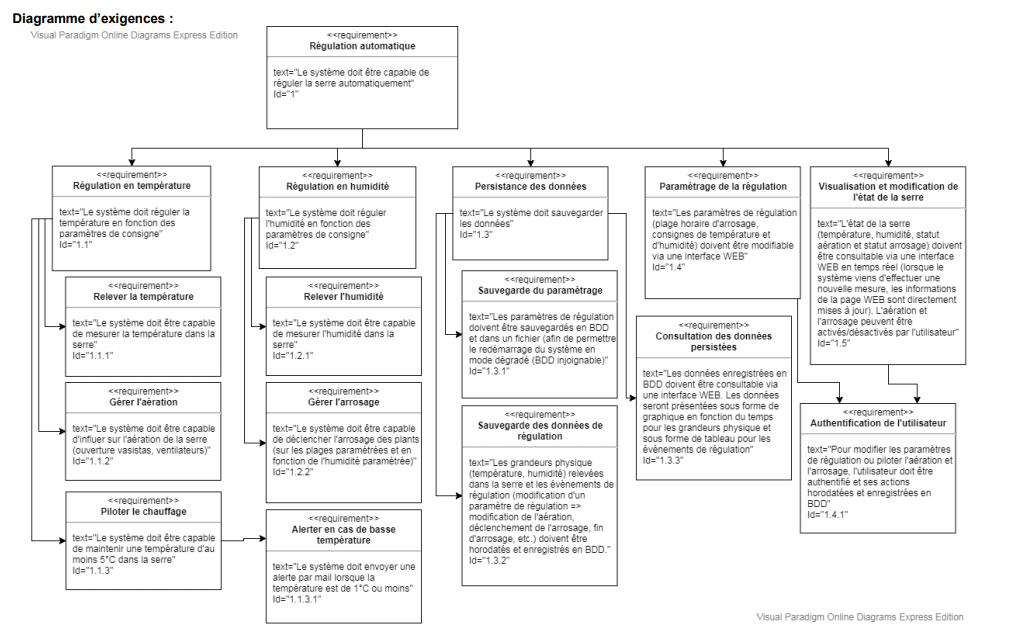 Diagramme d'exigences :
Visual Paradigm Online Diagrams Express Edition
<<requirement>>
Régulation automatique
text="Le système doit être capable de
réguler la serre automatiquement"
Id="1"
<<requirement>>
Régulation en température
text="Le système doit réguler la
température en fonction des
paramètres de consigne"
Id="1.1"
<<requirement>>
Régulation en humidité
text="Le système doit réguler
l'humidité en fonction des
paramètres de consigne"
Id="1.2"
<<requirement>>
Persistance des données
text="Le système doit sauvegarder
les données"
Id="1.3"
<<requirement>>
Paramétrage de la régulation
text="Les paramètres de régulation
(plage horaire d'arrosage,
consignes de température et
d'humidité) doivent être modifiable
via une interface WEB"
Id="1.4"
<<requirement>>
Visualisation et modification de
l'état de la serre
text="L'état de la serre
(température, humidité, statut
aération et statut arrosage) doivent
être consultable via une interface
WEB en temps réel (lorsque le
système viens d'effectuer une
nouvelle mesure, les informations
de la page WEB sont directement
mises à jour). L'aération et
l'arrosage peuvent être
activés/désactivés par l'utilisateur"
Id="1.5"
<<requirement>>
Relever la température
text="Le système doit être capable
de mesurer la température dans la
serre"
Id="1.1.1"
<<requirement>>
Relever l'humidité
text="Le système doit être capable
de mesurer l'humidité dans la
serre"
Id="1.2.1"
<<requirement>>
Sauvegarde du paramétrage
text="Les paramètres de régulation
doivent être sauvegardés en BDD
et dans un fichier (afin de permettre
le redémarrage du système en
mode dégradé (BDD injoignable)"
Id="1.3.1"
<<requirement>>
Consultation des données
persistées
text="Les données enregistrées en
BDD doivent être consultable via
une interface WEB. Les données
seront présentées sous forme de
graphique en fonction du temps
pour les grandeurs physique et
sous forme de tableau pour les
évènements de régulation"
Id="1.3.3"
<<requirement>>
Gérer l'aération
text="Le système doit être capable
d'influer sur l'aération de la serre
(ouverture vasistas, ventilateurs)"
Id="1.1.2"
<<requirement>>
Gérer l'arrosage
text="Le système doit être capable
de déclencher l'arrosage des plants
(sur les plages paramétrées et en
fonction de l'humidité paramétrée)"
Id="1.2.2"
<<requirement>>
Sauvegarde des données de
régulation
text="Les grandeurs physique
(température, humidité) relevées
dans la serre et les évènements de
régulation (modification d'un
paramètre de régulation =>
modification de l'aération,
déclenchement de l'arrosage, fin
d'arrosage, etc.) doivent être
horodatés et enregistrés en BDD."
Id="1.3.2"
<<requirement>>
Authentification de l'utilisateur
text="Pour modifier les paramètres
de régulation ou piloter l'aération et
l'arrosage, l'utilisateur doit être
authentifié et ses actions
horodatées et enregistrées en
BDD"
Id="1.4.1"
<<requirement>>
Piloter le chauffage
text="Le système doit être capable
de maintenir une température d'au
moins 5°C dans la serre"
Id="1.1.3"
<<requirement>>
Alerter en cas de basse
température
text="Le système doit envoyer une
alerte par mail lorsque la
température est de 1°C ou moins"
Id="1.1.3.1"
Visual Paradigm Online Diagrams Express Edition